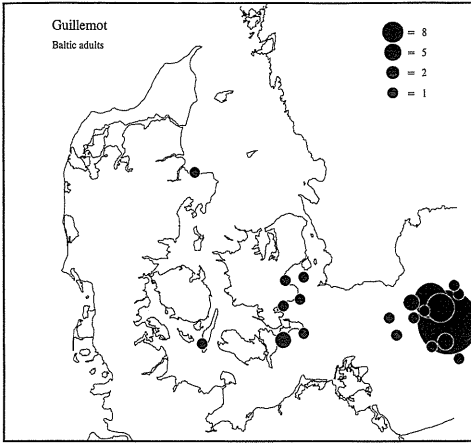 Guillemot
Baltic adults
= 8
= 5
= 2
= 1